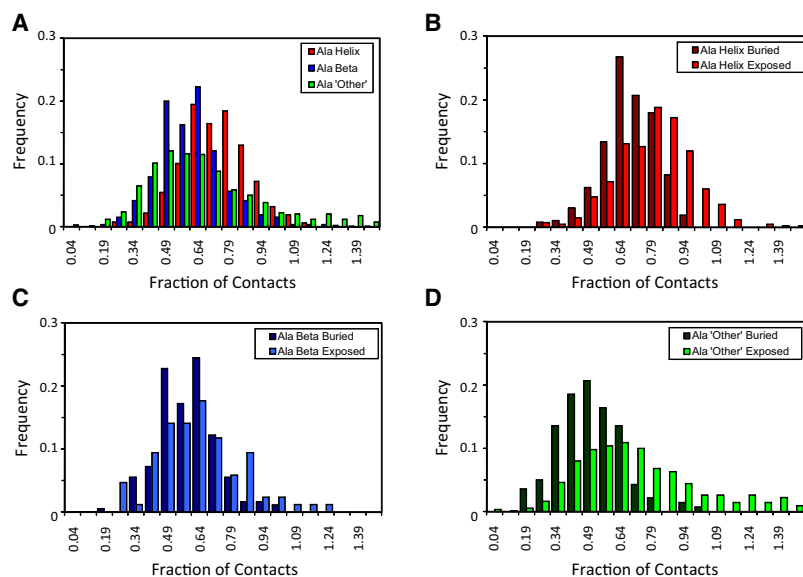 A
0.3
0.2
0.1
0
Frequency
Ala Helix
Ala Beta
Ala 'Other'
0.04
0.19
0.34
0.49
0.64
0.79
0.94
1.09
1.24
1.39
Fraction of Contacts
B
0.3
0.2
0.1
0
Frequency
Ala Helix Buried
Ala Helix Exposed
0.04
0.19
0.34
0.49
0.64
0.79
0.94
1.09
1.24
1.39
Fraction of Contacts
C
0.3
0.2
0.1
0
Frequency
Ala Beta Buried
Ala Beta Exposed
0.04
0.19
0.34
0.49
0.64
0.79
0.94
1.09
1.24
1.39
Fraction of Contacts
D
0.3
0.2
0.1
0
Frequency
Ala 'Other' Buried
Ala 'Other' Exposed
0.04
0.19
0.34
0.49
0.64
0.79
0.94
1.09
1.24
1.39
Fraction of Contacts